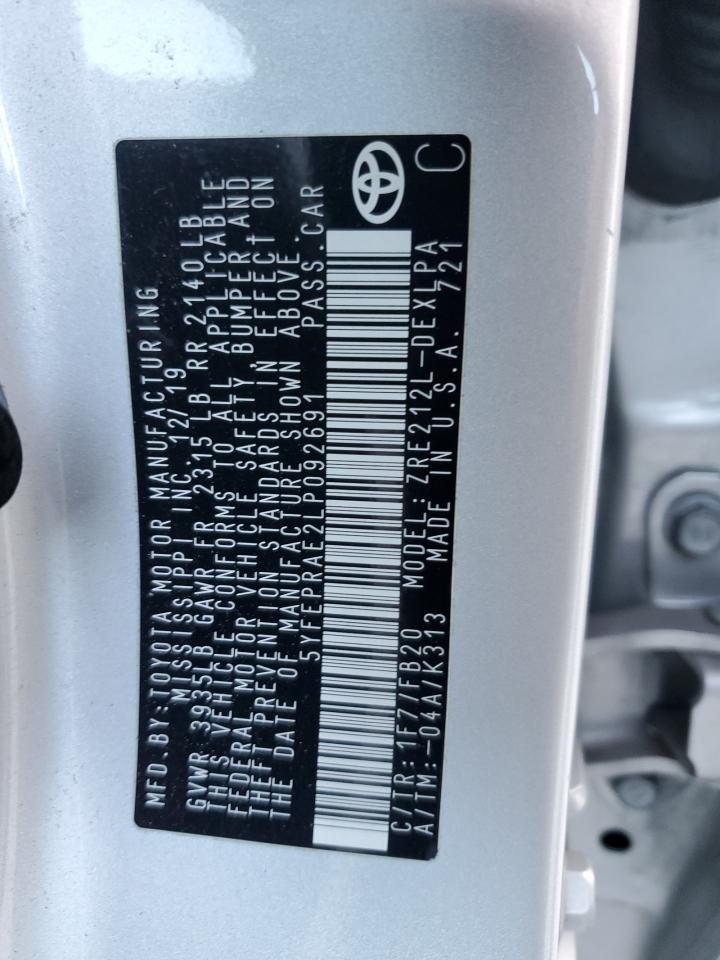 MFD.BY:TOYOTA MOTOR MANUFACTURING
MISSISSIPPI INC. 12/19
GVWR 3935LB GAWR FR 2315 LB RR 2140LB
THIS VEHICLE CONFORMS TO ALL APPLICABLE
FEDERAL MOTOR VEHICLE SAFETY BUMPER AND
THEFT PREVENTION STANDARDS IN EFFECT ON
THE DATE OF MANUFACTURE SHOWN ABOVE.
5YFEPRAE2LP092691 PASS.CAR
C/TR:1F7/FB20 MODEL:ZRE212L-DEXLPA
A/TM:-04A/K313 MADE IN U.S.A. 721
C